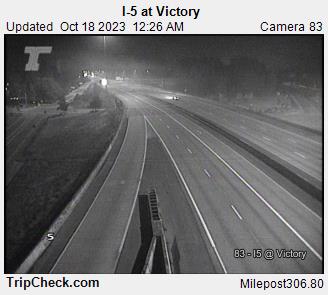 I-5 at Victory
Updated Oct 18 2023 12:26 AM Camera 83
T
S
83 - I5 @ Victory
TripCheck.com Milepost306.80